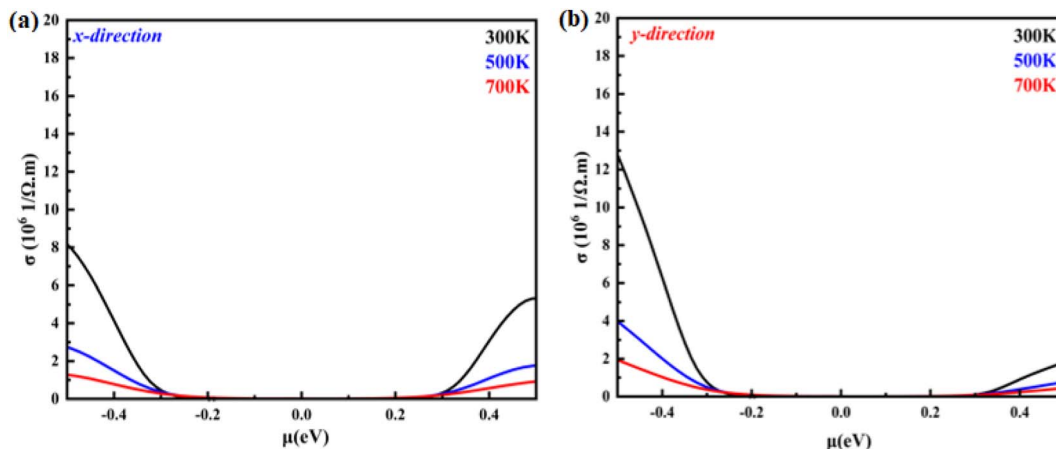 (a)
x-direction
300K
500K
700K
20
18
16
14
12
10
8
6
4
2
0
σ (10⁶ 1/Ω.m)
-0.4
-0.2
0.0
0.2
0.4
μ(eV)
(b)
y-direction
300K
500K
700K
20
18
16
14
12
10
8
6
4
2
0
σ (10⁶ 1/Ω.m)
-0.4
-0.2
0.0
0.2
0.4
μ(eV)